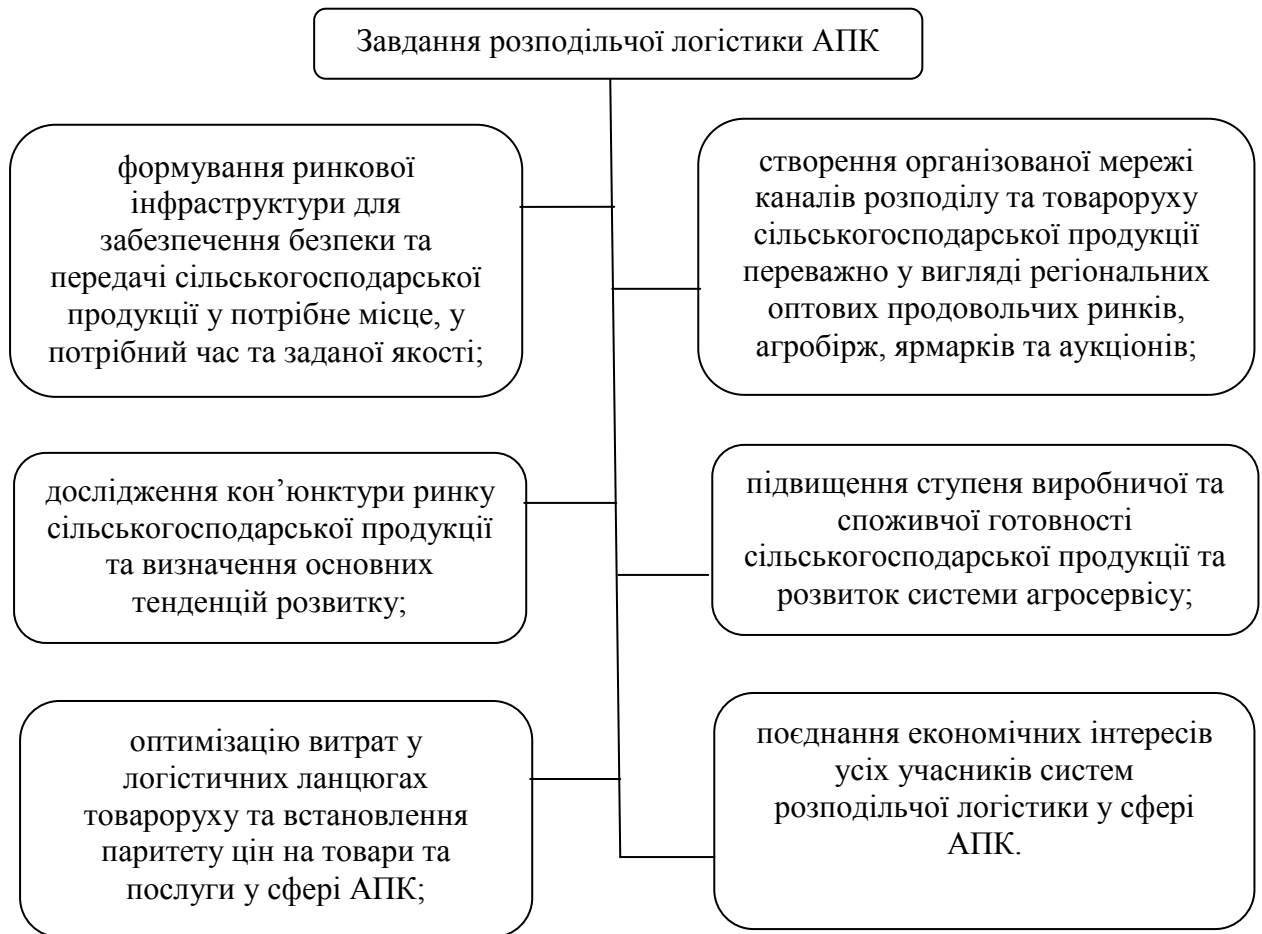 Завдання розподільчої логістики АПК
формування ринкової
інфраструктури для
забезпечення безпеки та
передачі сільськогосподарської
продукції у потрібне місце, у
потрібний час та заданої якості;
створення організованої мережі
каналів розподілу та товароруху
сільськогосподарської продукції
переважно у вигляді регіональних
оптових продовольчих ринків,
агробірж, ярмарків та аукціонів;
дослідження кон’юнктури ринку
сільськогосподарської продукції
та визначення основних
тенденцій розвитку;
підвищення ступеня виробничої та
споживчої готовності
сільськогосподарської продукції та
розвиток системи агросервісу;
оптимізацію витрат у
логістичних ланцюгах
товароруху та встановлення
паритету цін на товари та
послуги у сфері АПК;
поєднання економічних інтересів
усіх учасників систем
розподільчої логістики у сфері
АПК.